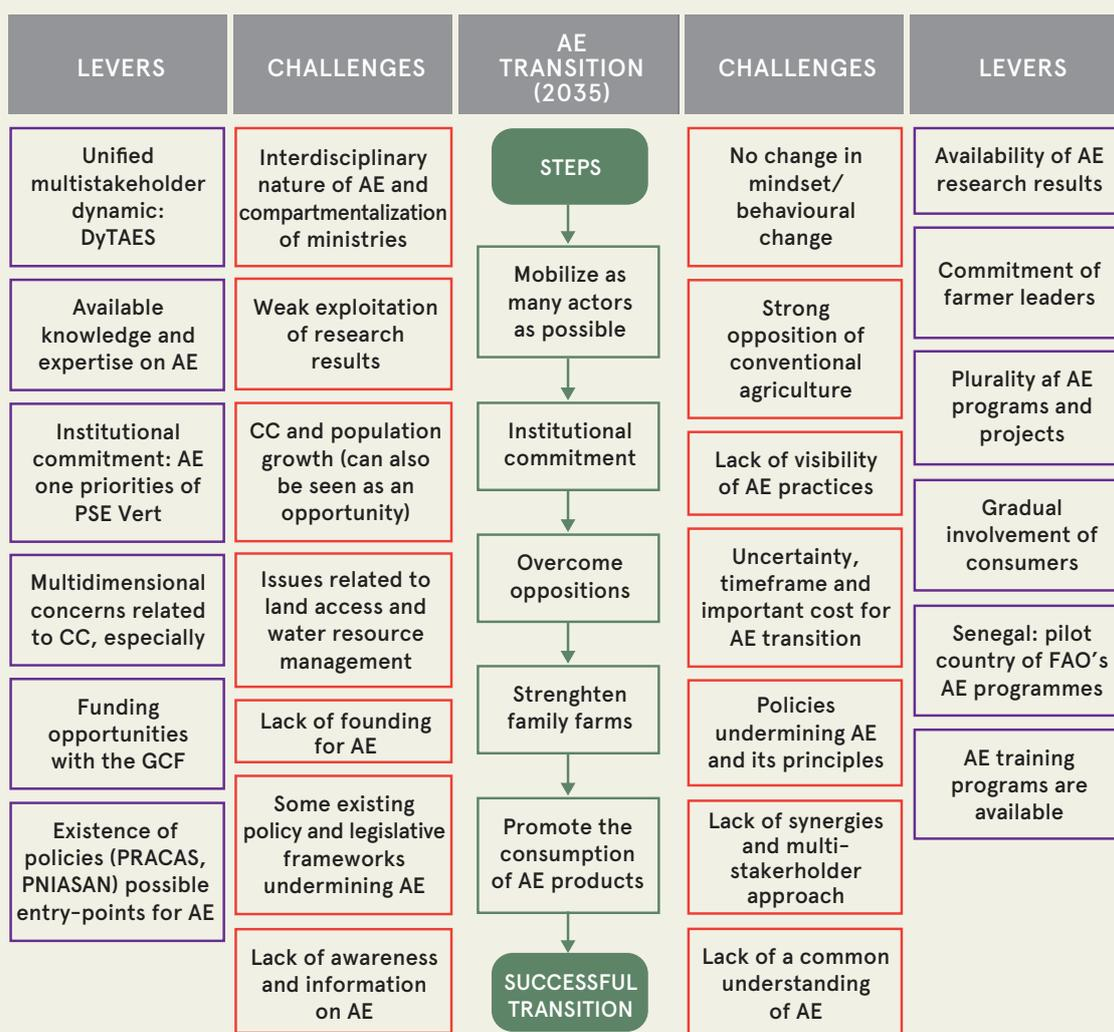 LEVERS
CHALLENGES
AE
TRANSITION
(2035)
CHALLENGES
LEVERS
Unified
multistakeholder
dynamic:
DyTAES
Available
knowledge and
expertise on AE
Institutional
commitment: AE
one priorities of
PSE Vert
Multidimensional
concerns related
to CC, especially
Funding
opportunities
with the GCF
Existence of
policies (PRACAS,
PNIASAN) possible
entry-points for AE
Interdisciplinary
nature of AE and
compartmentalization
of ministries
Weak exploitation
of research
results
CC and population
growth (can also
be seen as an
opportunity)
Issues related to
land access and
water resource
management
Lack of founding
for AE
Some existing
policy and legislative
frameworks
undermining AE
Lack of awareness
and information
on AE
STEPS
Mobilize as
many actors
as possible
Institutional
commitment
Overcome
oppositions
Strenghten
family farms
Promote the
consumption
of AE products
SUCCESSFUL
TRANSITION
No change in
mindset/
behavioural
change
Strong
opposition of
conventional
agriculture
Lack of visibility
of AE practices
Uncertainty,
timeframe and
important cost for
AE transition
Policies
undermining AE
and its principles
Lack of synergies
and multi-
stakeholder
approach
Lack of a common
understanding
of AE
Availability of AE
research results
Commitment of
farmer leaders
Plurality af AE
programs and
projects
Gradual
involvement of
consumers
Senegal: pilot
country of FAO’s
AE programmes
AE training
programs are
available